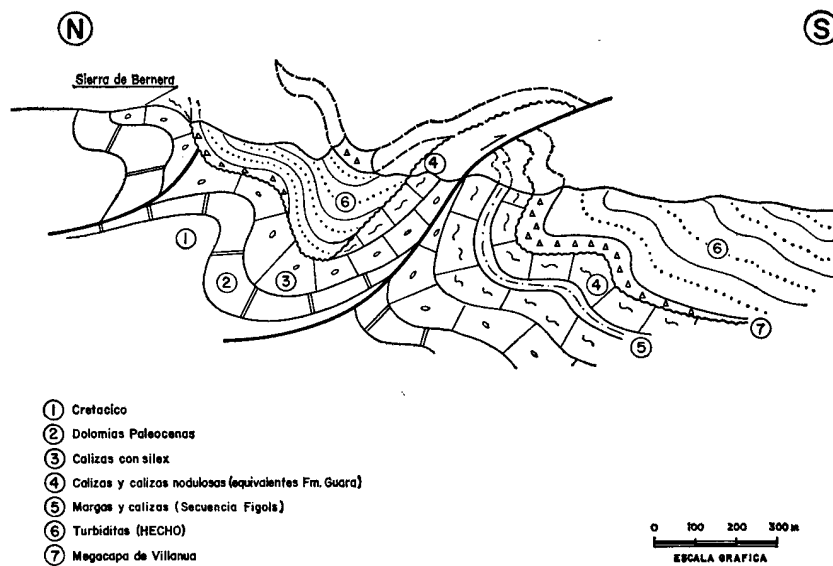 N
S
Sierra de Bernera
4
6
6
1
2
3
4
5
7
1 Cretacico
2 Dolomias Paleocenas
3 Calizas con silex
4 Calizas y calizas nodulosas (equivalentes Fm. Guara)
5 Margas y calizas (Secuencia Figols)
6 Turbiditas (HECHO)
7 Megacapa de Villanua
0 100 200 300 m
ESCALA GRAFICA